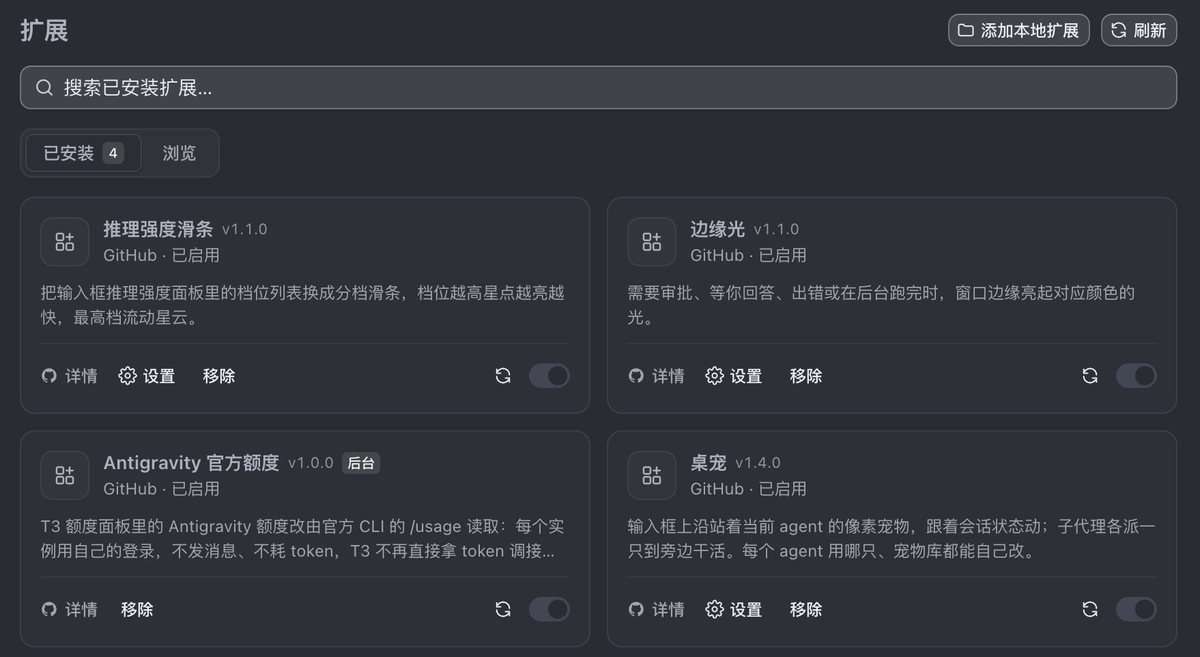 扩展
添加本地扩展
刷新
搜索已安装扩展...
已安装 4
浏览
推理强度滑条 v1.1.0
GitHub · 已启用
把输入框推理强度面板里的档位列表换成分档滑条，档位越高星点越亮越
快，最高档流动星云。
详情 设置 移除
边缘光 v1.1.0
GitHub · 已启用
需要审批、等你回答、出错或在后台跑完时，窗口边缘亮起对应颜色的
光。
详情 设置 移除
Antigravity 官方额度 v1.0.0 后台
GitHub · 已启用
T3 额度面板里的 Antigravity 额度改由官方 CLI 的 /usage 读取：每个实
例用自己的登录，不发消息、不耗 token，T3 不再直接拿 token 调接...
详情 移除
桌宠 v1.4.0
GitHub · 已启用
输入框上沿站着当前 agent 的像素宠物，跟着会话状态动；子代理各派一
只到旁边干活。每个 agent 用哪只、宠物库都能自己改。
详情 设置 移除